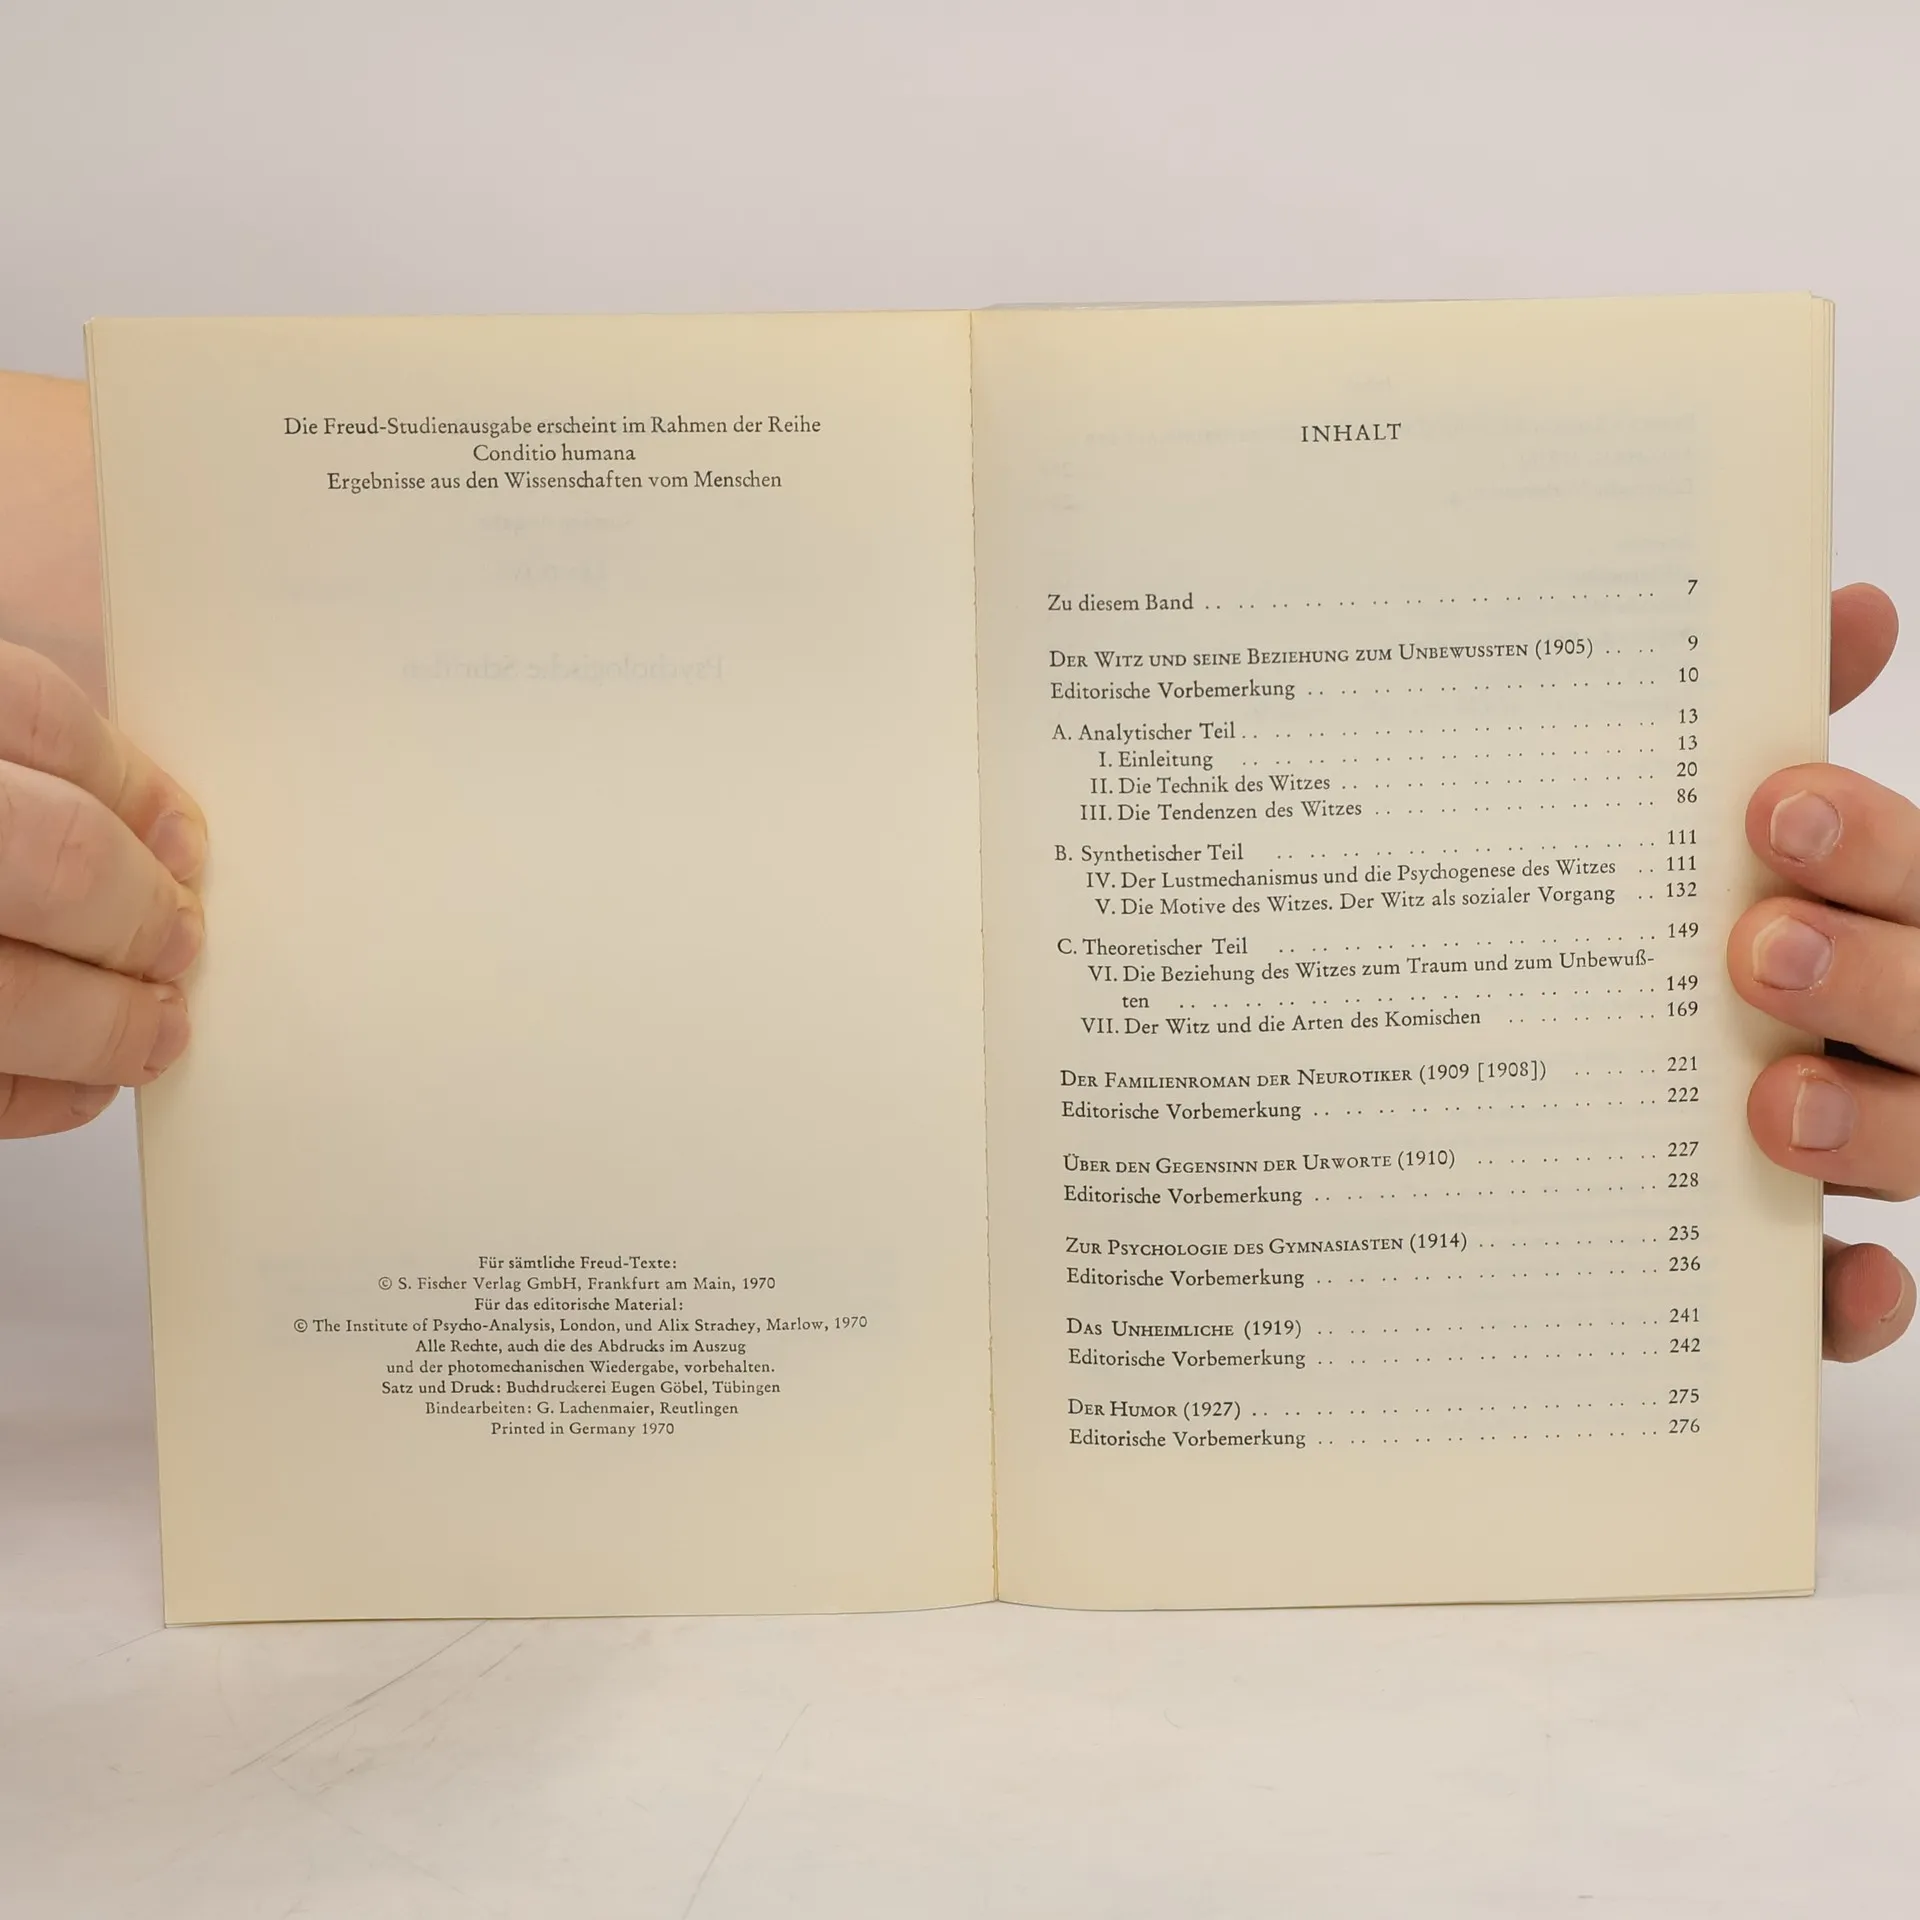 Die Freud-Studienausgabe erscheint im Rahmen der Reihe
Conditio humana
Ergebnisse aus den Wissenschaften vom Menschen
Für sämtliche Freud-Texte:
© S. Fischer Verlag GmbH, Frankfurt am Main, 1970
Für das editorische Material:
© The Institute of Psycho-Analysis, London, und Alix Strachey, Marlow, 1970
Alle Rechte, auch die des Abdrucks im Auszug
und der photomechanischen Wiedergabe, vorbehalten.
Satz und Druck: Buchdruckerei Eugen Göbel, Tübingen
Bindearbeiten: G. Lachenmaier, Reutlingen
Printed in Germany 1970
INHALT
Zu diesem Band . . . . . . . . . . . . . . . . 7
DER WITZ UND SEINE BEZIEHUNG ZUM UNBEWUSSTEN (1905) . . . . 9
Editorische Vorbemerkung . . . . . . . . . . . . 10
A. Analytischer Teil . . . . . . . . . . . . . . 13
I. Einleitung . . . . . . . . . . . . . . 13
II. Die Technik des Witzes . . . . . . . . . . . 20
III. Die Tendenzen des Witzes . . . . . . . . . . 86
B. Synthetischer Teil . . . . . . . . . . . . . 111
IV. Der Lustmechanismus und die Psychogenese des Witzes . . 111
V. Die Motive des Witzes. Der Witz als sozialer Vorgang . . 132
C. Theoretischer Teil . . . . . . . . . . . . . 149
VI. Die Beziehung des Witzes zum Traum und zum Unbewuß-
ten . . . . . . . . . . . . . . . . 149
VII. Der Witz und die Arten des Komischen . . . . . . 169
DER FAMILIENROMAN DER NEUROTIKER (1909 [1908]) . . . . . 221
Editorische Vorbemerkung . . . . . . . . . . . . 222
ÜBER DEN GEGENSINN DER URWORTE (1910) . . . . . . . . 227
Editorische Vorbemerkung . . . . . . . . . . . . 228
ZUR PSYCHOLOGIE DES GYMNASIASTEN (1914) . . . . . . . . 235
Editorische Vorbemerkung . . . . . . . . . . . . 236
DAS UNHEIMLICHE (1919) . . . . . . . . . . . . 241
Editorische Vorbemerkung . . . . . . . . . . . . 242
DER HUMOR (1927) . . . . . . . . . . . . . . 275
Editorische Vorbemerkung . . . . . . . . . . . . 276